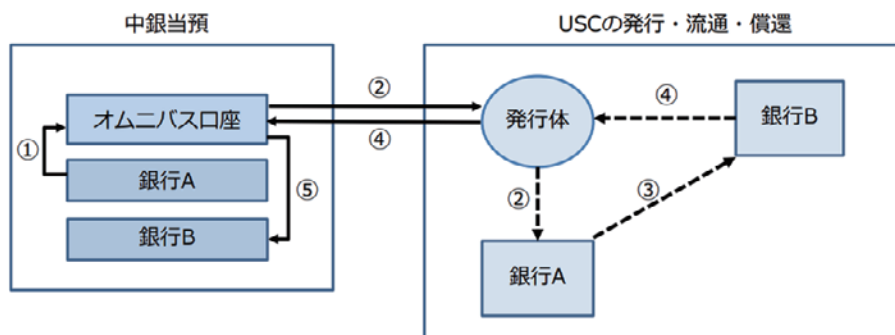 中銀当預
USCの発行・流通・償還
オムニバス口座
①
銀行A
銀行B
⑤
②
④
発行体
④
銀行B
②
③
銀行A